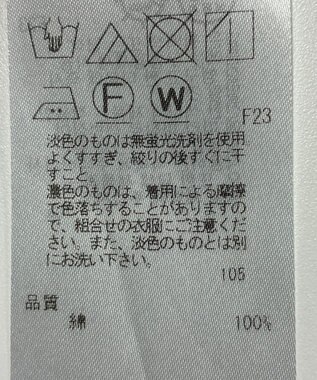 F
W
F23
淡色のものは無蛍光洗剤を使用
よくすすぎ、絞りの後すぐに干
すこと。
濃色のものは、着用による摩擦
で色落ちすることがありますの
で、組合せの衣服にご注意くだ
さい。また、淡色のものとは別
にお洗い下さい。
105
品質
綿 100%